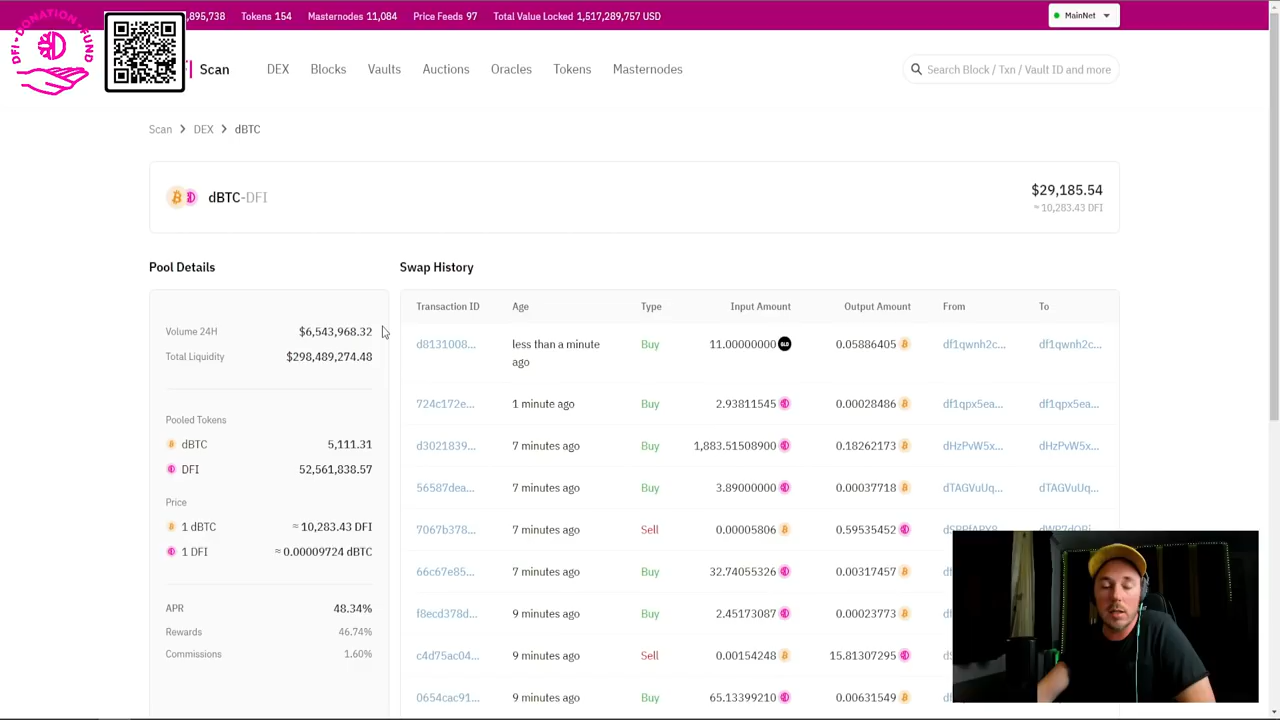 DFI-DONATION-FUND
,895,738 Tokens 154 Masternodes 11,084 Price Feeds 97 Total Value Locked 1,517,289,757 USD
MainNet
Scan DEX Blocks Vaults Auctions Oracles Tokens Masternodes
Search Block / Txn / Vault ID and more
Scan > DEX > dBTC
dBTC-DFI
$29,185.54
≈ 10,283.43 DFI
Pool Details
Volume 24H $6,543,968.32
Total Liquidity $298,489,274.48
Pooled Tokens
dBTC 5,111.31
DFI 52,561,838.57
Price
1 dBTC ≈ 10,283.43 DFI
1 DFI ≈ 0.00009724 dBTC
APR 48.34%
Rewards 46.74%
Commissions 1.60%
Swap History
Transaction ID Age Type Input Amount Output Amount From To
d8131008... less than a minute ago Buy 11.00000000 0.05886405 df1qwnh2c... df1qwnh2c...
724c172e... 1 minute ago Buy 2.93811545 0.00028486 df1qpx5ea... df1qpx5ea...
d3021839... 7 minutes ago Buy 1,883.51508900 0.18262173 dHzPvW5x... dHzPvW5x...
56587dea... 7 minutes ago Buy 3.89000000 0.00037718 dTAGVuUq... dTAGVuUq...
7067b378... 7 minutes ago Sell 0.00005806 0.59535452
66c67e85... 7 minutes ago Buy 32.74055326 0.00317457
f8ecd378d... 9 minutes ago Buy 2.45173087 0.00023773
c4d75ac04... 9 minutes ago Sell 0.00154248 15.81307295
0654cac91... 9 minutes ago Buy 65.13399210 0.00631549